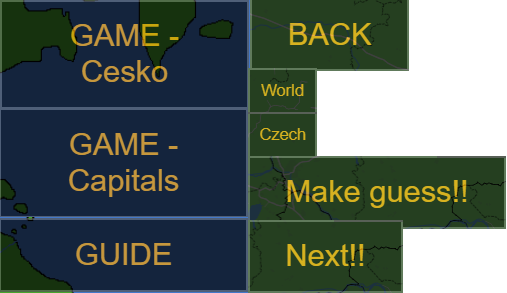 GAME -
Cesko
GAME -
Capitals
GUIDE
BACK
World
Czech
Make guess!!
Next!!